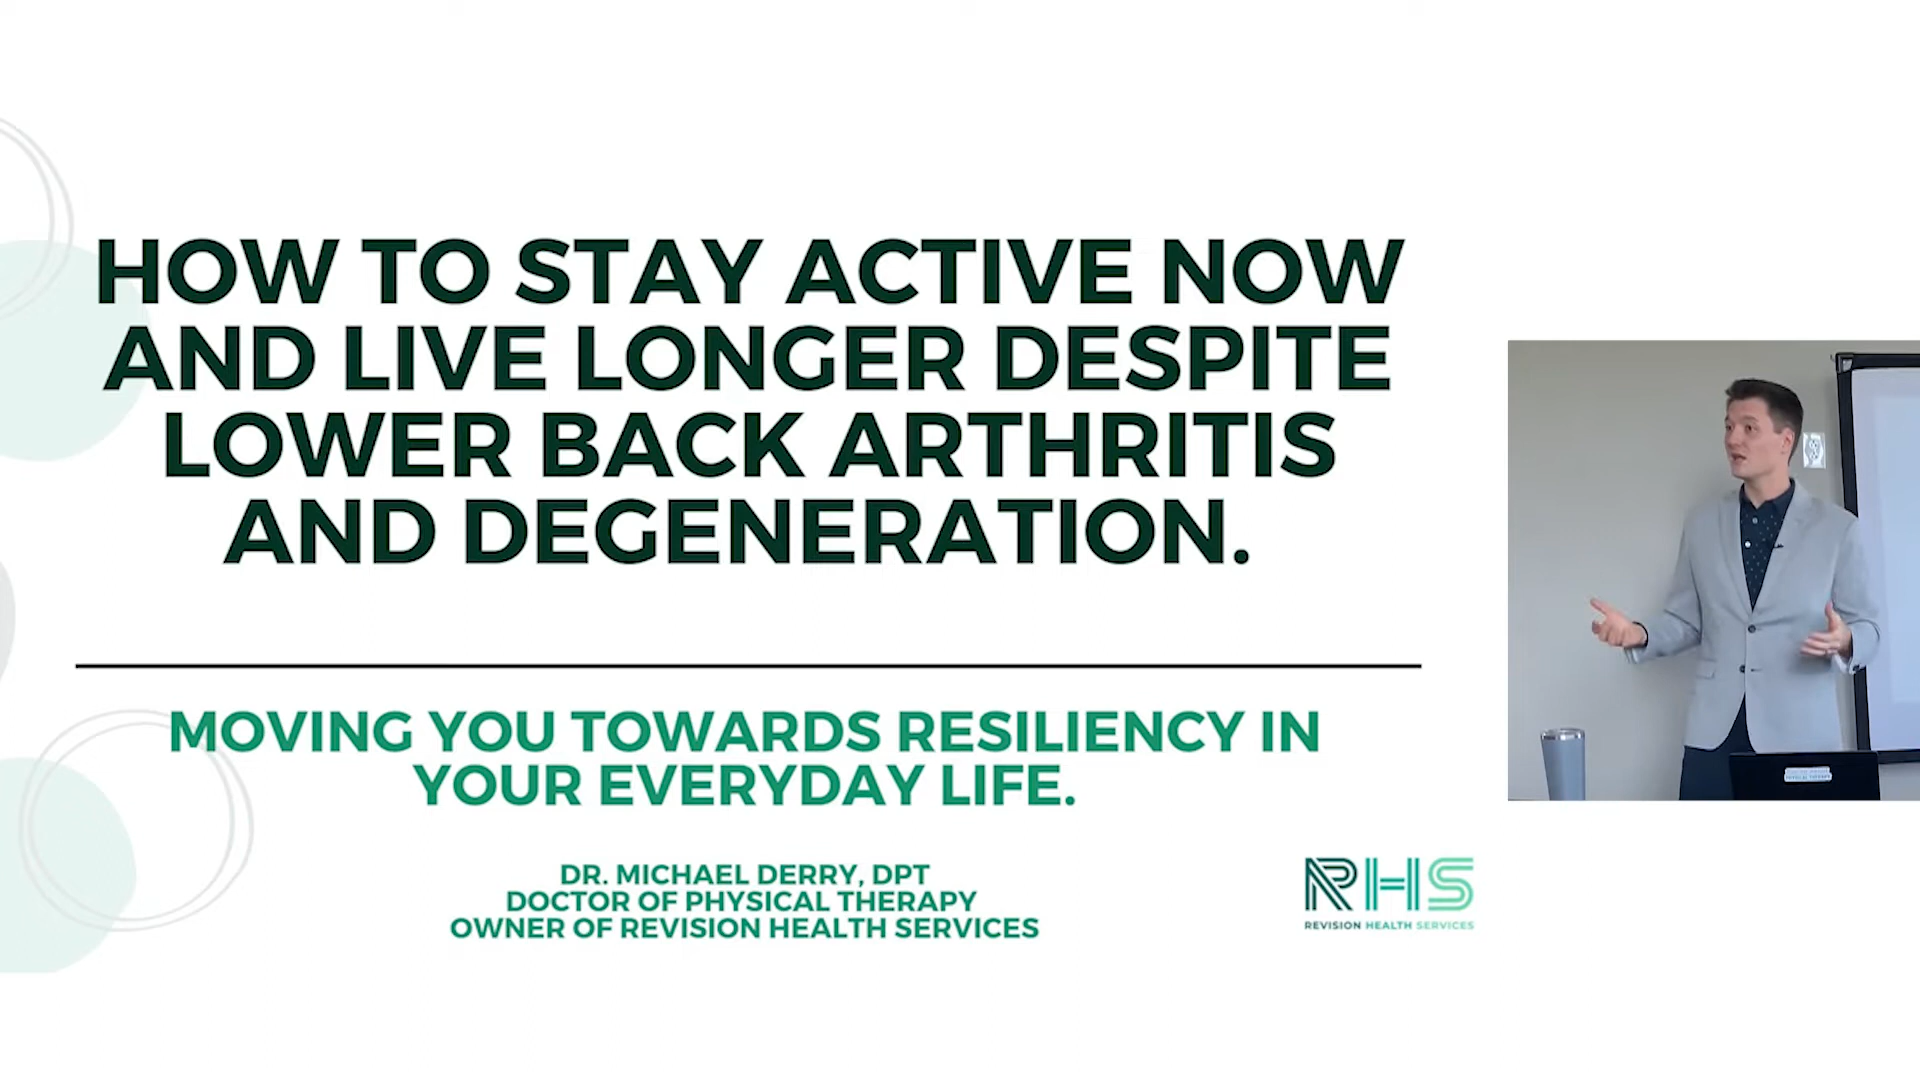 HOW TO STAY ACTIVE NOW
AND LIVE LONGER DESPITE
LOWER BACK ARTHRITIS
AND DEGENERATION.
MOVING YOU TOWARDS RESILIENCY IN
YOUR EVERYDAY LIFE.
DR. MICHAEL DERRY, DPT
DOCTOR OF PHYSICAL THERAPY
OWNER OF REVISION HEALTH SERVICES
RHS
REVISION HEALTH SERVICES